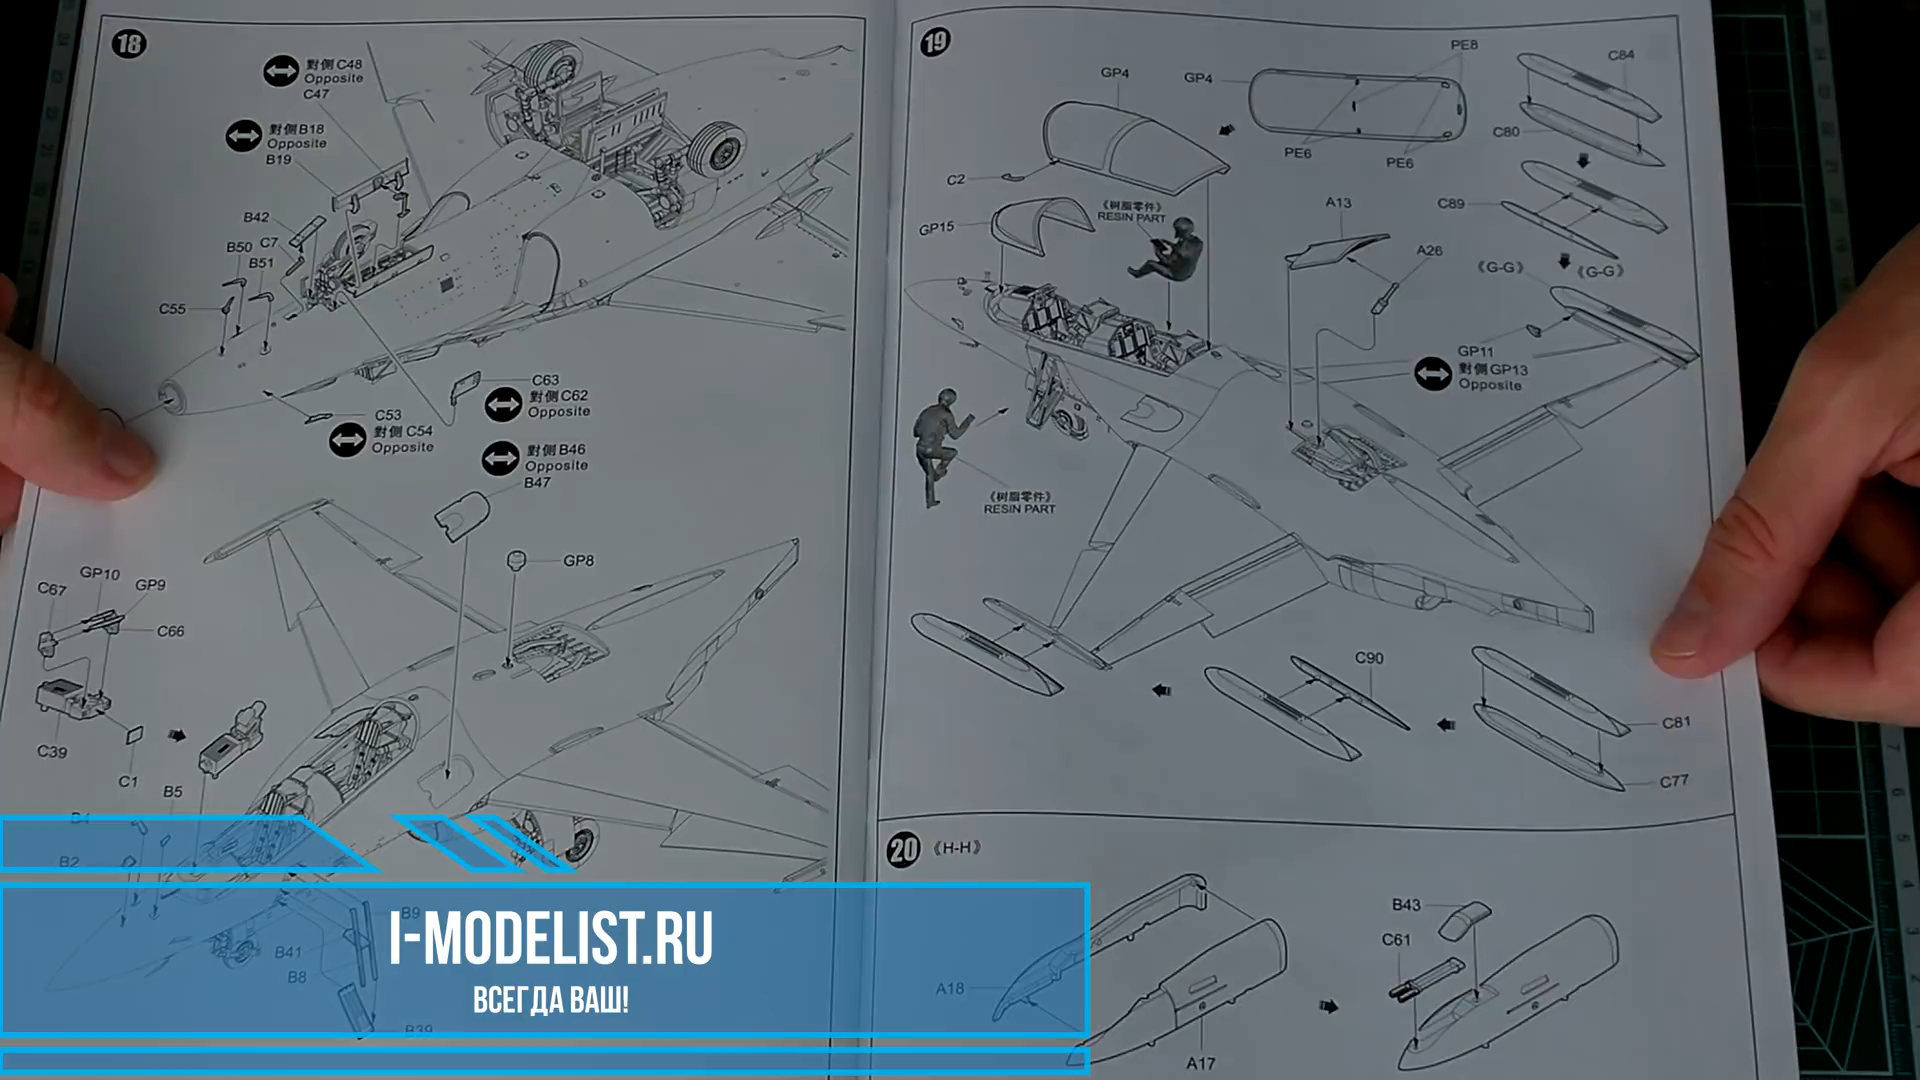 18
對側 C48
Opposite
C47
對側 B18
Opposite
B19
B42
B50
C7
B51
C55
C63
對側 C62
Opposite
C53
對側 C54
Opposite
對側 B46
Opposite
B47
GP8
C67
GP10
GP9
C66
C39
C1
B5
B4
B2
B9
B41
B8
B39
19
GP4
GP4
PE8
C84
C80
PE6
PE6
C2
GP15
《树脂零件》
RESIN PART
A13
A26
C89
《G-G》
《G-G》
GP11
對側 GP13
Opposite
《树脂零件》
RESIN PART
C90
C81
C77
20 《H-H》
A18
A17
B43
C61
I-MODELIST.RU
ВСЕГДА ВАШ!